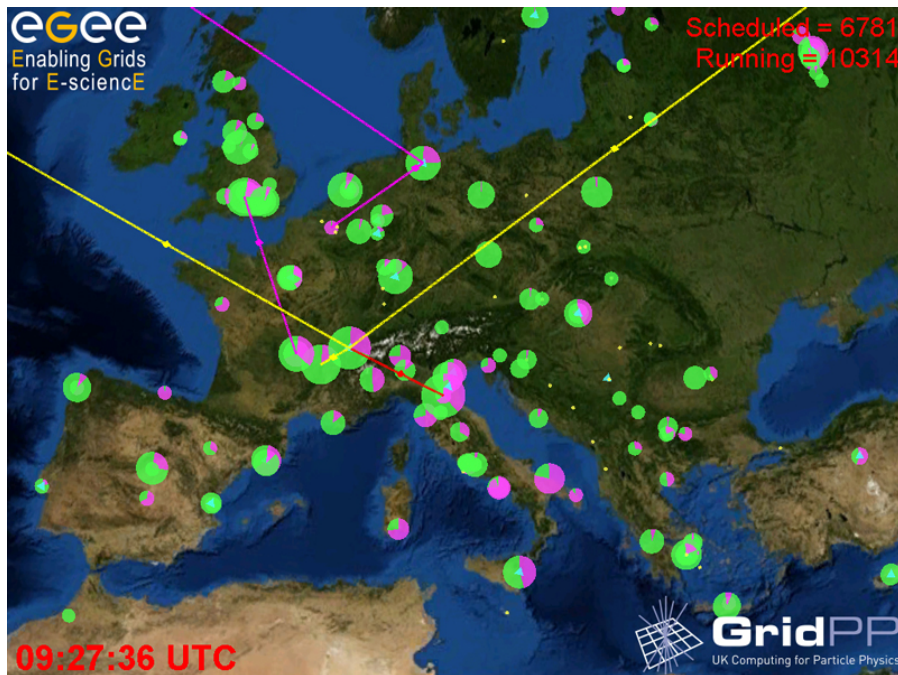 eGee
Enabling Grids
for E-sciencE
Scheduled = 6781
Running = 10314
09:27:36 UTC
GridPP
UK Computing for Particle Physics